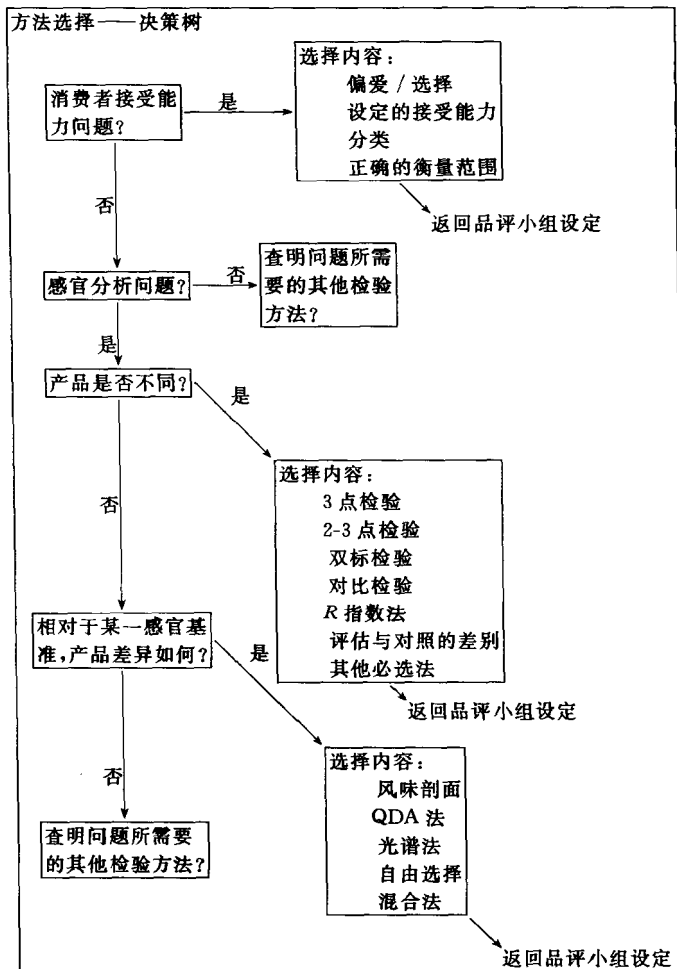 方法选择——决策树
选择内容：
偏爱 / 选择
设定的接受能力
分类
正确的衡量范围
消费者接受能
力问题？
是
否
返回品评小组设定
感官分析问题？
否
查明问题所需
要的其他检验
方法？
是
产品是否不同？
是
选择内容：
3 点检验
2-3 点检验
双标检验
对比检验
R 指数法
评估与对照的差别
其他必选法
否
返回品评小组设定
相对于某一感官基
准，产品差异如何？
是
选择内容：
风味剖面
QDA 法
光谱法
自由选择
混合法
否
查明问题所需要
的其他检验方法？
返回品评小组设定